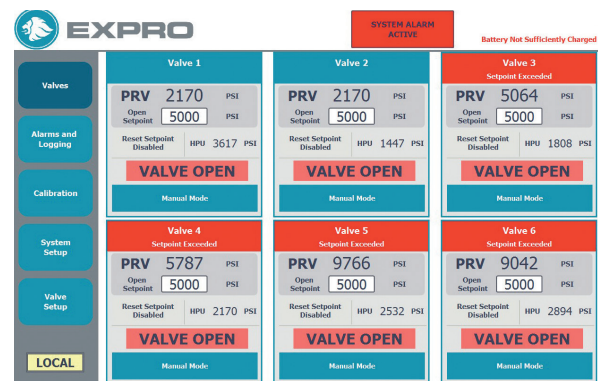 EXPRO
SYSTEM ALARM
ACTIVE
Battery Not Sufficiently Charged
Valves
Alarms and
Logging
Calibration
System
Setup
Valve
Setup
LOCAL
Valve 1
PRV 2170 PSI
Open
Setpoint 5000 PSI
Reset Setpoint
Disabled HPU 3617 PSI
VALVE OPEN
Manual Mode
Valve 2
PRV 2170 PSI
Open
Setpoint 5000 PSI
Reset Setpoint
Disabled HPU 1447 PSI
VALVE OPEN
Manual Mode
Valve 3
Setpoint Exceeded
PRV 5064 PSI
Open
Setpoint 5000 PSI
Reset Setpoint
Disabled HPU 1808 PSI
VALVE OPEN
Manual Mode
Valve 4
Setpoint Exceeded
PRV 5787 PSI
Open
Setpoint 5000 PSI
Reset Setpoint
Disabled HPU 2170 PSI
VALVE OPEN
Manual Mode
Valve 5
Setpoint Exceeded
PRV 9766 PSI
Open
Setpoint 5000 PSI
Reset Setpoint
Disabled HPU 2532 PSI
VALVE OPEN
Manual Mode
Valve 6
Setpoint Exceeded
PRV 9042 PSI
Open
Setpoint 5000 PSI
Reset Setpoint
Disabled HPU 2894 PSI
VALVE OPEN
Manual Mode